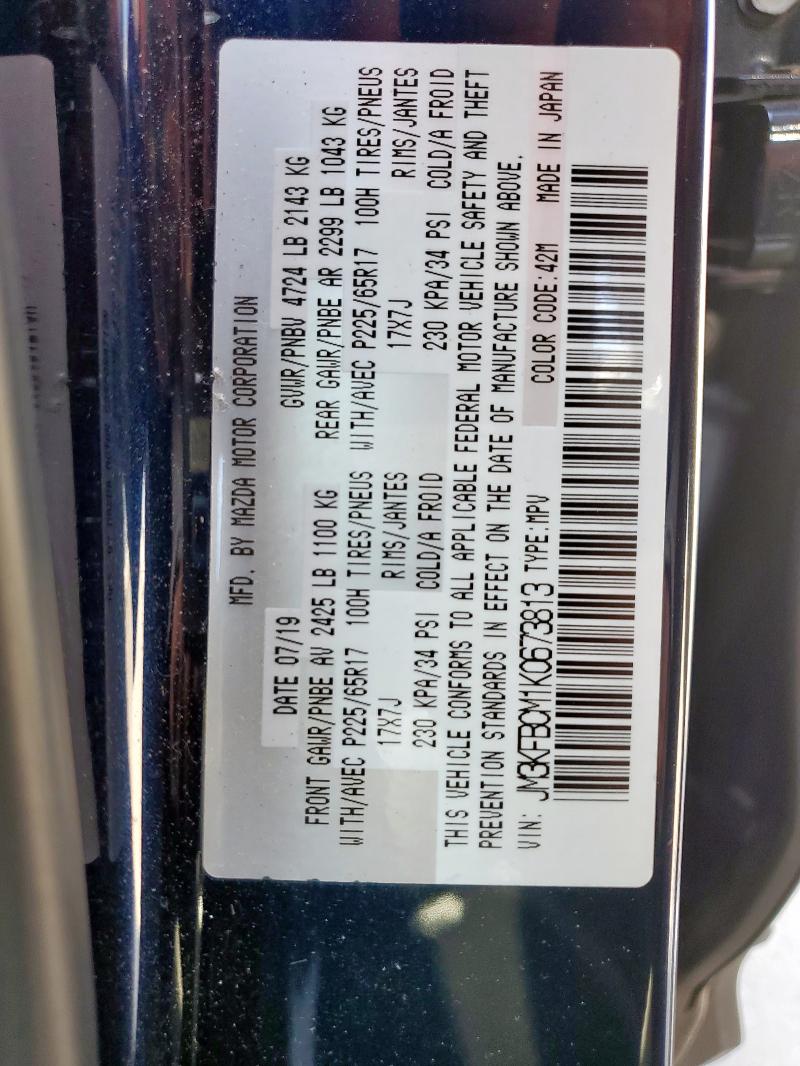 MFD. BY MAZDA MOTOR CORPORATION
DATE 07/19 GVWR/PNBV 4724 LB 2143 KG
FRONT GAWR/PNBE AV 2425 LB 1100 KG REAR GAWR/PNBE AR 2299 LB 1043 KG
WITH/AVEC P225/65R17 100H TIRES/PNEUS WITH/AVEC P225/65R17 100H TIRES/PNEUS
17X7J RIMS/JANTES 17X7J RIMS/JANTES
230 KPA/34 PSI COLD/A FROID 230 KPA/34 PSI COLD/A FROID
THIS VEHICLE CONFORMS TO ALL APPLICABLE FEDERAL MOTOR VEHICLE SAFETY AND THEFT
PREVENTION STANDARDS IN EFFECT ON THE DATE OF MANUFACTURE SHOWN ABOVE.
VIN: JM3KFBCM1K0673813 TYPE:MPV COLOR CODE:42M MADE IN JAPAN